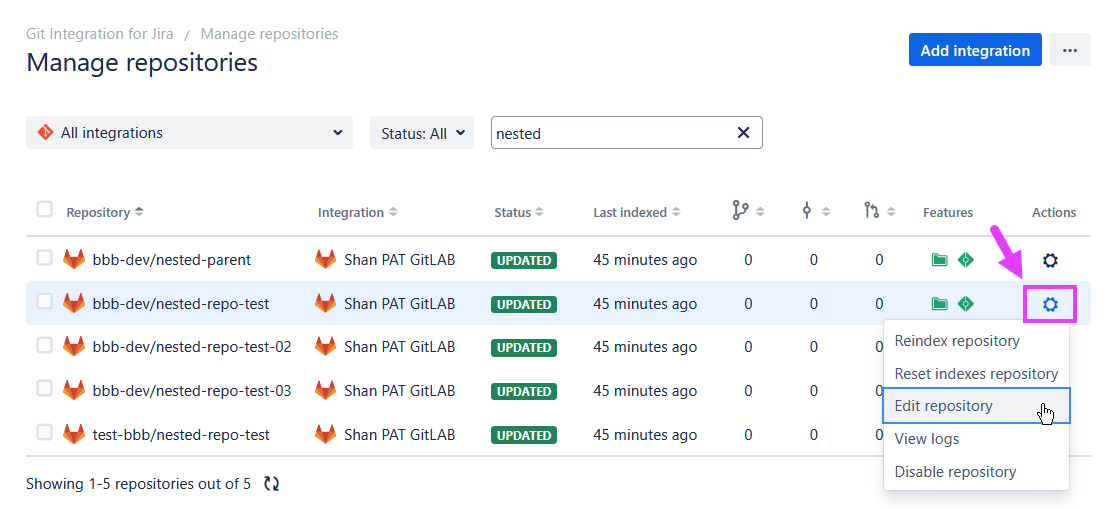 Git Integration for Jira / Manage repositories
Manage repositories
Add integration
All integrations
Status: All
nested
Repository Integration Status Last indexed Features Actions
bbb-dev/nested-parent Shan PAT GitLAB UPDATED 45 minutes ago 0 0 0
bbb-dev/nested-repo-test Shan PAT GitLAB UPDATED 45 minutes ago 0 0 0
bbb-dev/nested-repo-test-02 Shan PAT GitLAB UPDATED 45 minutes ago 0 0 0
bbb-dev/nested-repo-test-03 Shan PAT GitLAB UPDATED 45 minutes ago 0 0 0
test-bbb/nested-repo-test Shan PAT GitLAB UPDATED 45 minutes ago 0 0 0
Reindex repository
Reset indexes repository
Edit repository
View logs
Disable repository
Showing 1-5 repositories out of 5